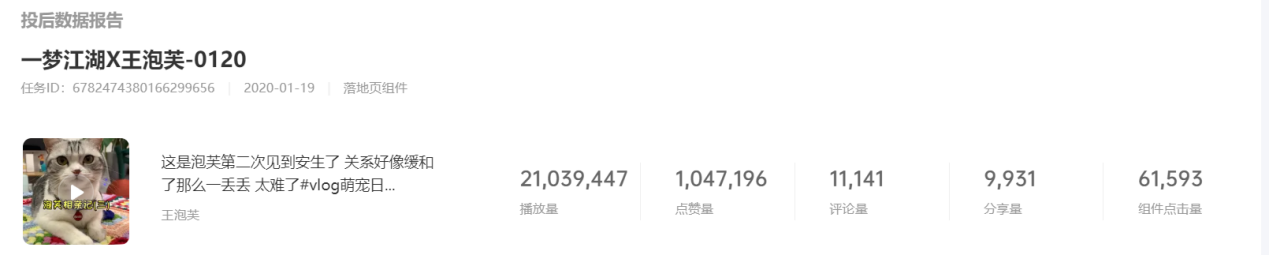 投后数据报告
一梦江湖X王泡芙-0120
任务ID：6782474380166299656 | 2020-01-19 | 落地页组件
这是泡芙第二次见到安生了 关系好像缓和
了那么一丢丢 太难了#vlog萌宠日...
王泡芙
21,039,447
播放量
1,047,196
点赞量
11,141
评论量
9,931
分享量
61,593
组件点击量